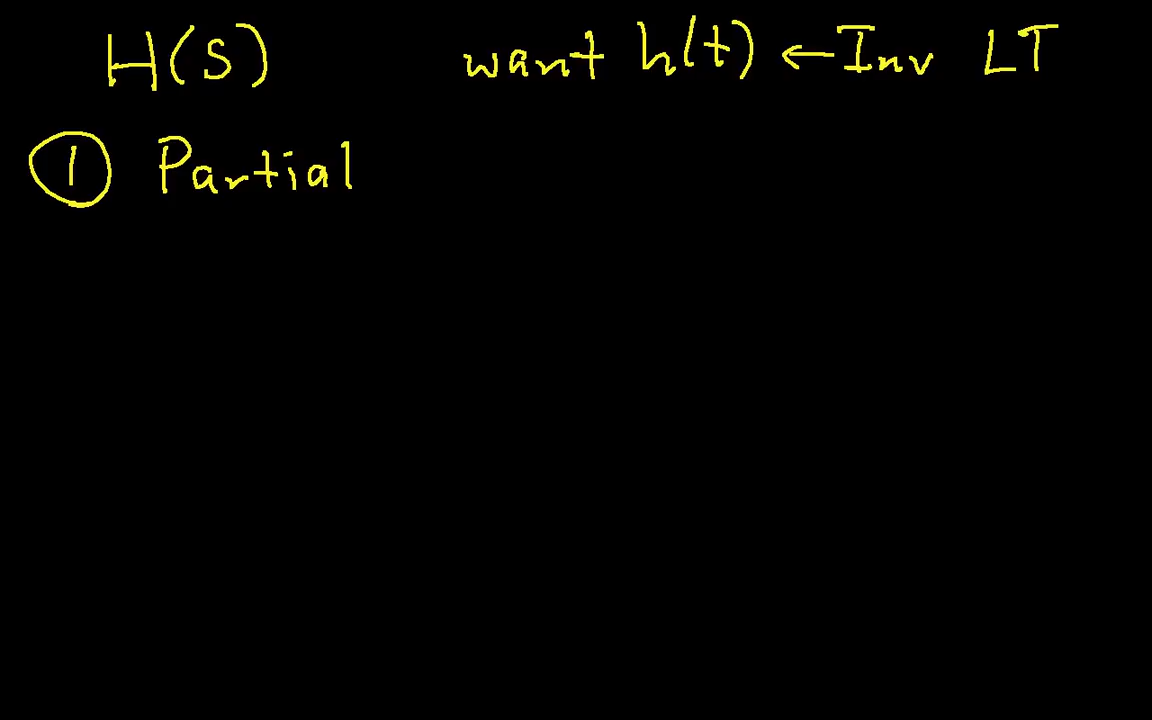 H(s) want h(t) ← Inv LT
① Partial